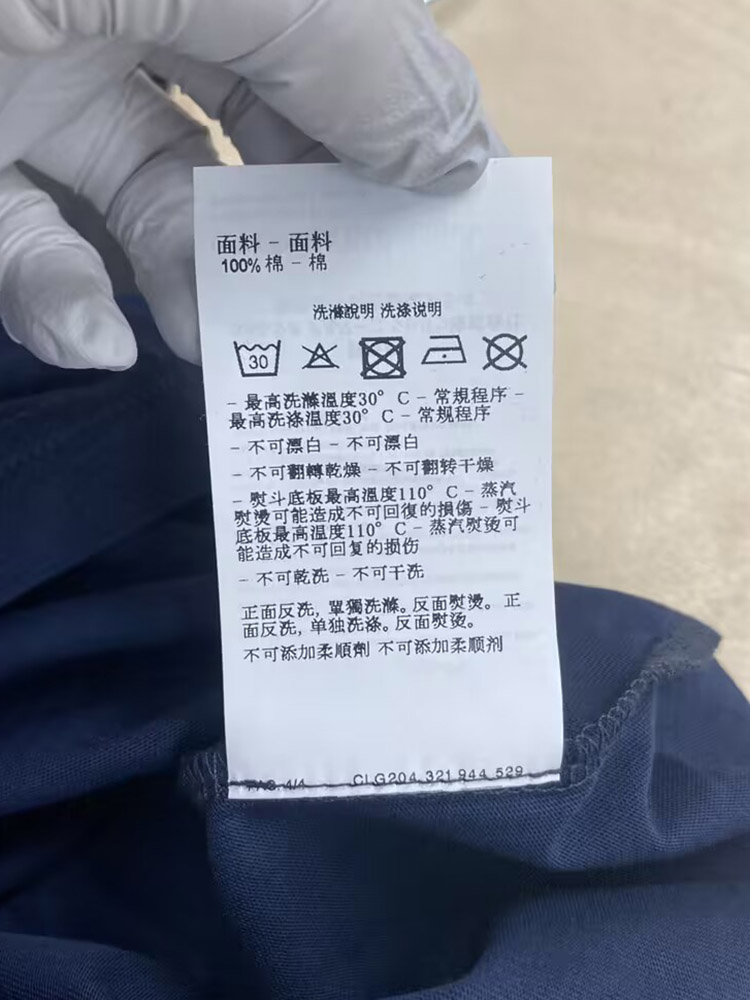 面料 - 面料
100% 棉 - 棉
洗滌說明 洗涤说明
30
- 最高洗滌溫度30° C - 常規程序 -
最高洗涤温度30° C - 常规程序
- 不可漂白 - 不可漂白
- 不可翻轉乾燥 - 不可翻转干燥
- 熨斗底板最高溫度110° C - 蒸汽
熨燙可能造成不可回復的損傷 - 熨斗
底板最高温度110° C - 蒸汽熨烫可
能造成不可回复的损伤
- 不可乾洗 - 不可干洗
正面反洗, 單獨洗滌。反面熨燙。正
面反洗, 单独洗涤。反面熨烫。
不可添加柔順劑 不可添加柔顺剂
PAG. 4/4 CLG204 321 944 529